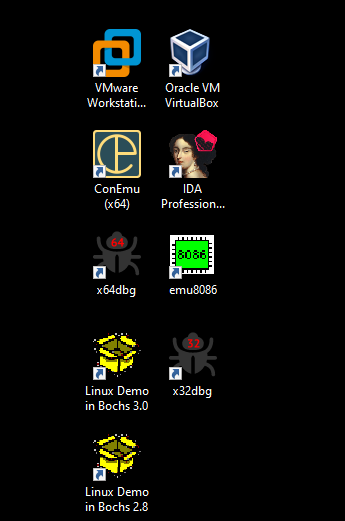 VMware
Workstati...
Oracle VM
VirtualBox
ConEmu
(x64)
IDA
Profession...
64
x64dbg
8086
emu8086
Linux Demo
in Bochs 3.0
32
x32dbg
Linux Demo
in Bochs 2.8